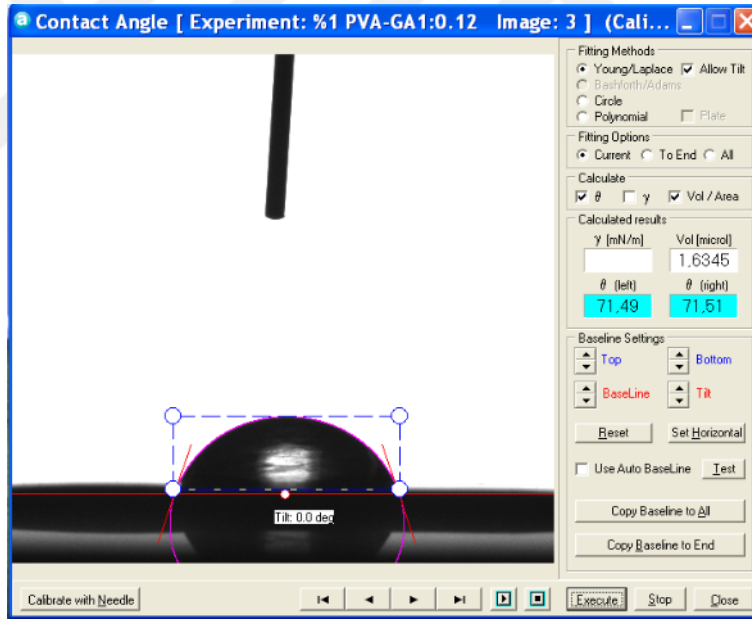 Contact Angle [ Experiment: %1 PVA-GA1:0.12 Image: 3 ] (Cali...
Fitting Methods
Young/Laplace Allow Tilt
Bashforth/Adams
Circle
Polynomial Plate
Fitting Options
Current To End All
Calculate
θ γ Vol / Area
Calculated results
γ [mN/m] Vol [microl]
1,6345
θ (left) θ (right)
71,49 71,51
Baseline Settings
Top Bottom
BaseLine Tilt
Reset Set Horizontal
Use Auto BaseLine Test
Tilt: 0.0 deg
Copy Baseline to All
Copy Baseline to End
Calibrate with Needle Execute Stop Close